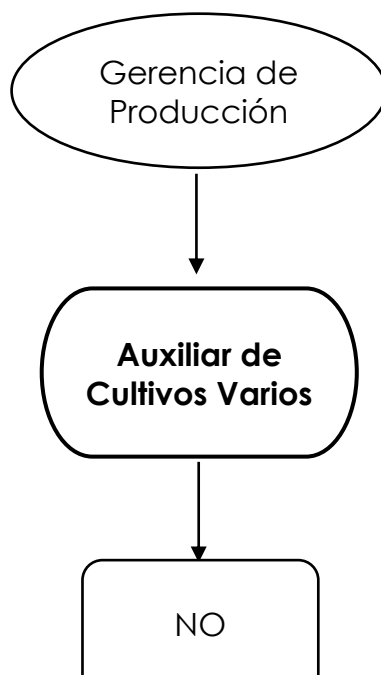 Gerencia de
Producción
Auxiliar de
Cultivos Varios
NO